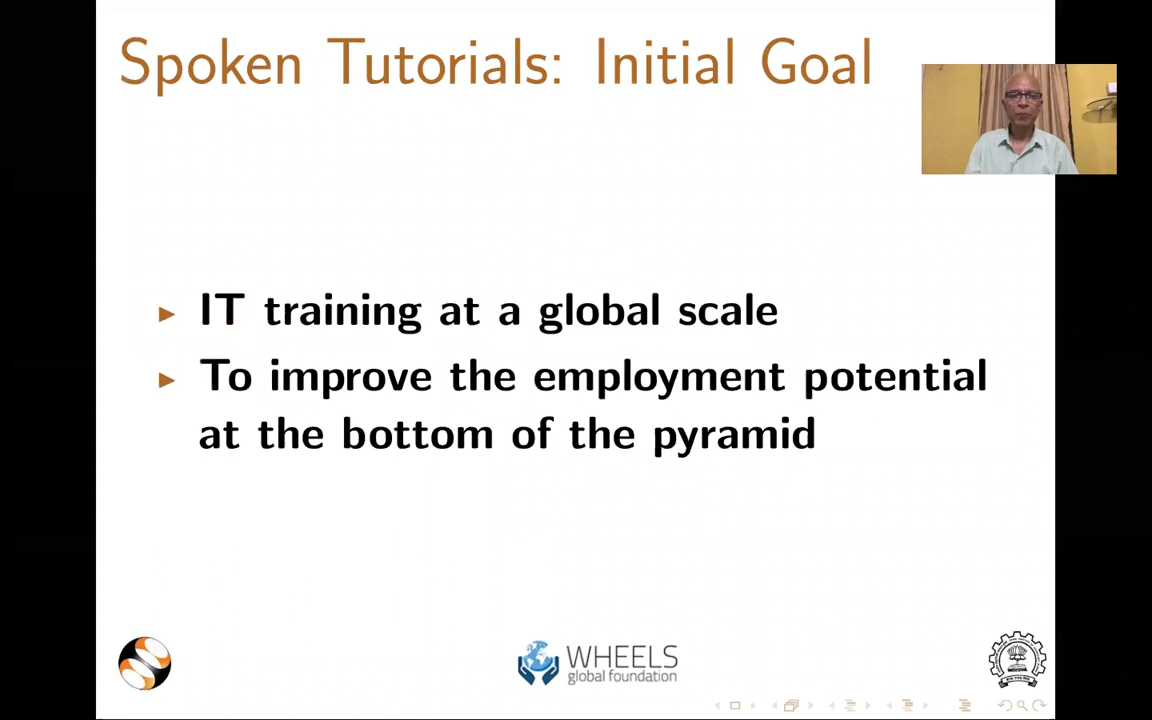 Spoken Tutorials: Initial Goal
IT training at a global scale
To improve the employment potential
at the bottom of the pyramid
WHEELS
global foundation